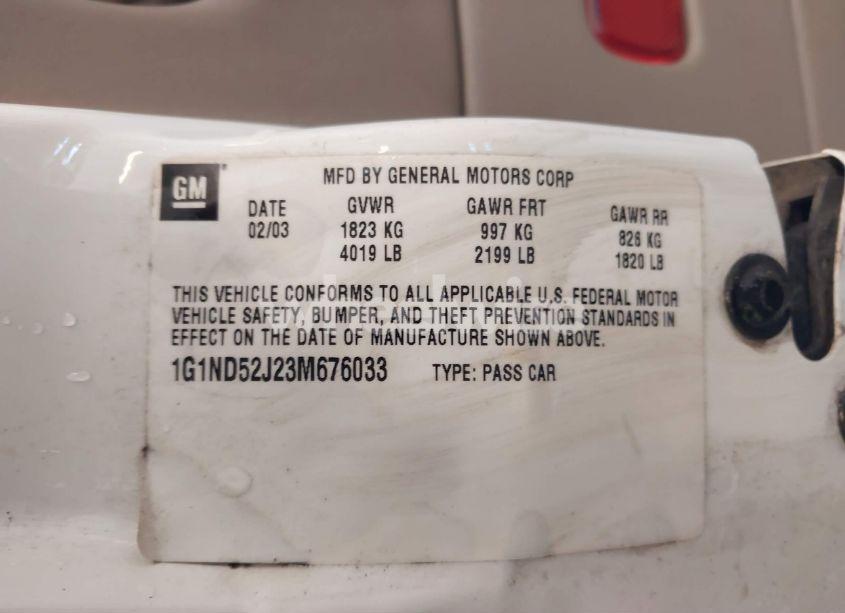 GM
MFD BY GENERAL MOTORS CORP
DATE GVWR GAWR FRT GAWR RR
02/03 1823 KG 997 KG 826 KG
4019 LB 2199 LB 1820 LB
THIS VEHICLE CONFORMS TO ALL APPLICABLE U.S. FEDERAL MOTOR
VEHICLE SAFETY, BUMPER, AND THEFT PREVENTION STANDARDS IN
EFFECT ON THE DATE OF MANUFACTURE SHOWN ABOVE.
1G1ND52J23M676033 TYPE: PASS CAR